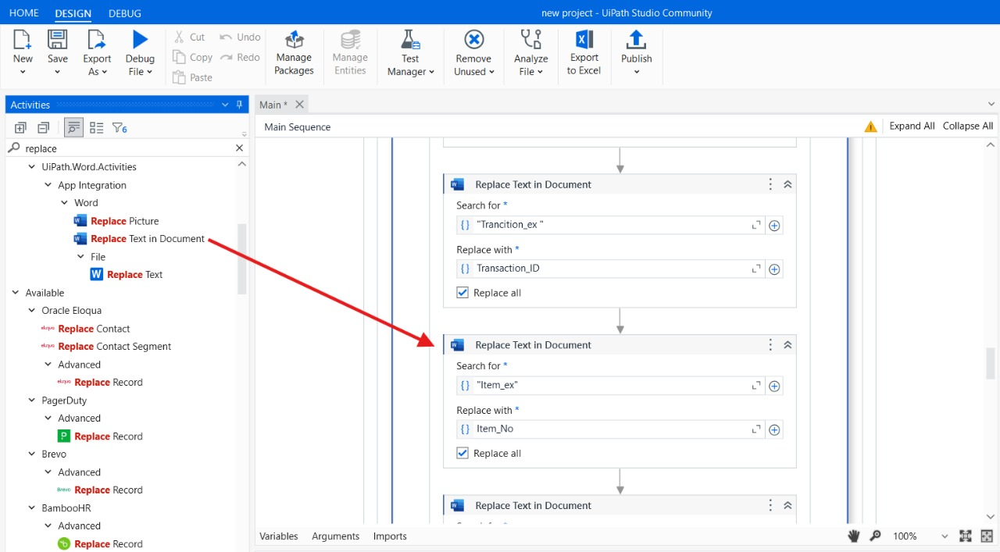 HOME DESIGN DEBUG new project - UiPath Studio Community
New Save Export As Debug File Cut Copy Paste Undo Redo Manage Packages Manage Entities Test Manager Remove Unused Analyze File Export to Excel Publish
Activities
6
replace
UiPath.Word.Activities
App Integration
Word
Replace Picture
Replace Text in Document
File
Replace Text
Available
Oracle Eloqua
Replace Contact
Replace Contact Segment
Advanced
Replace Record
PagerDuty
Advanced
Replace Record
Brevo
Advanced
Replace Record
BambooHR
Advanced
Replace Record
Main *
Main Sequence Expand All Collapse All
Replace Text in Document
Search for *
"Trancition_ex "
Replace with *
Transaction_ID
Replace all
Replace Text in Document
Search for *
"Item_ex"
Replace with *
Item_No
Replace all
Replace Text in Document
Variables Arguments Imports 100%